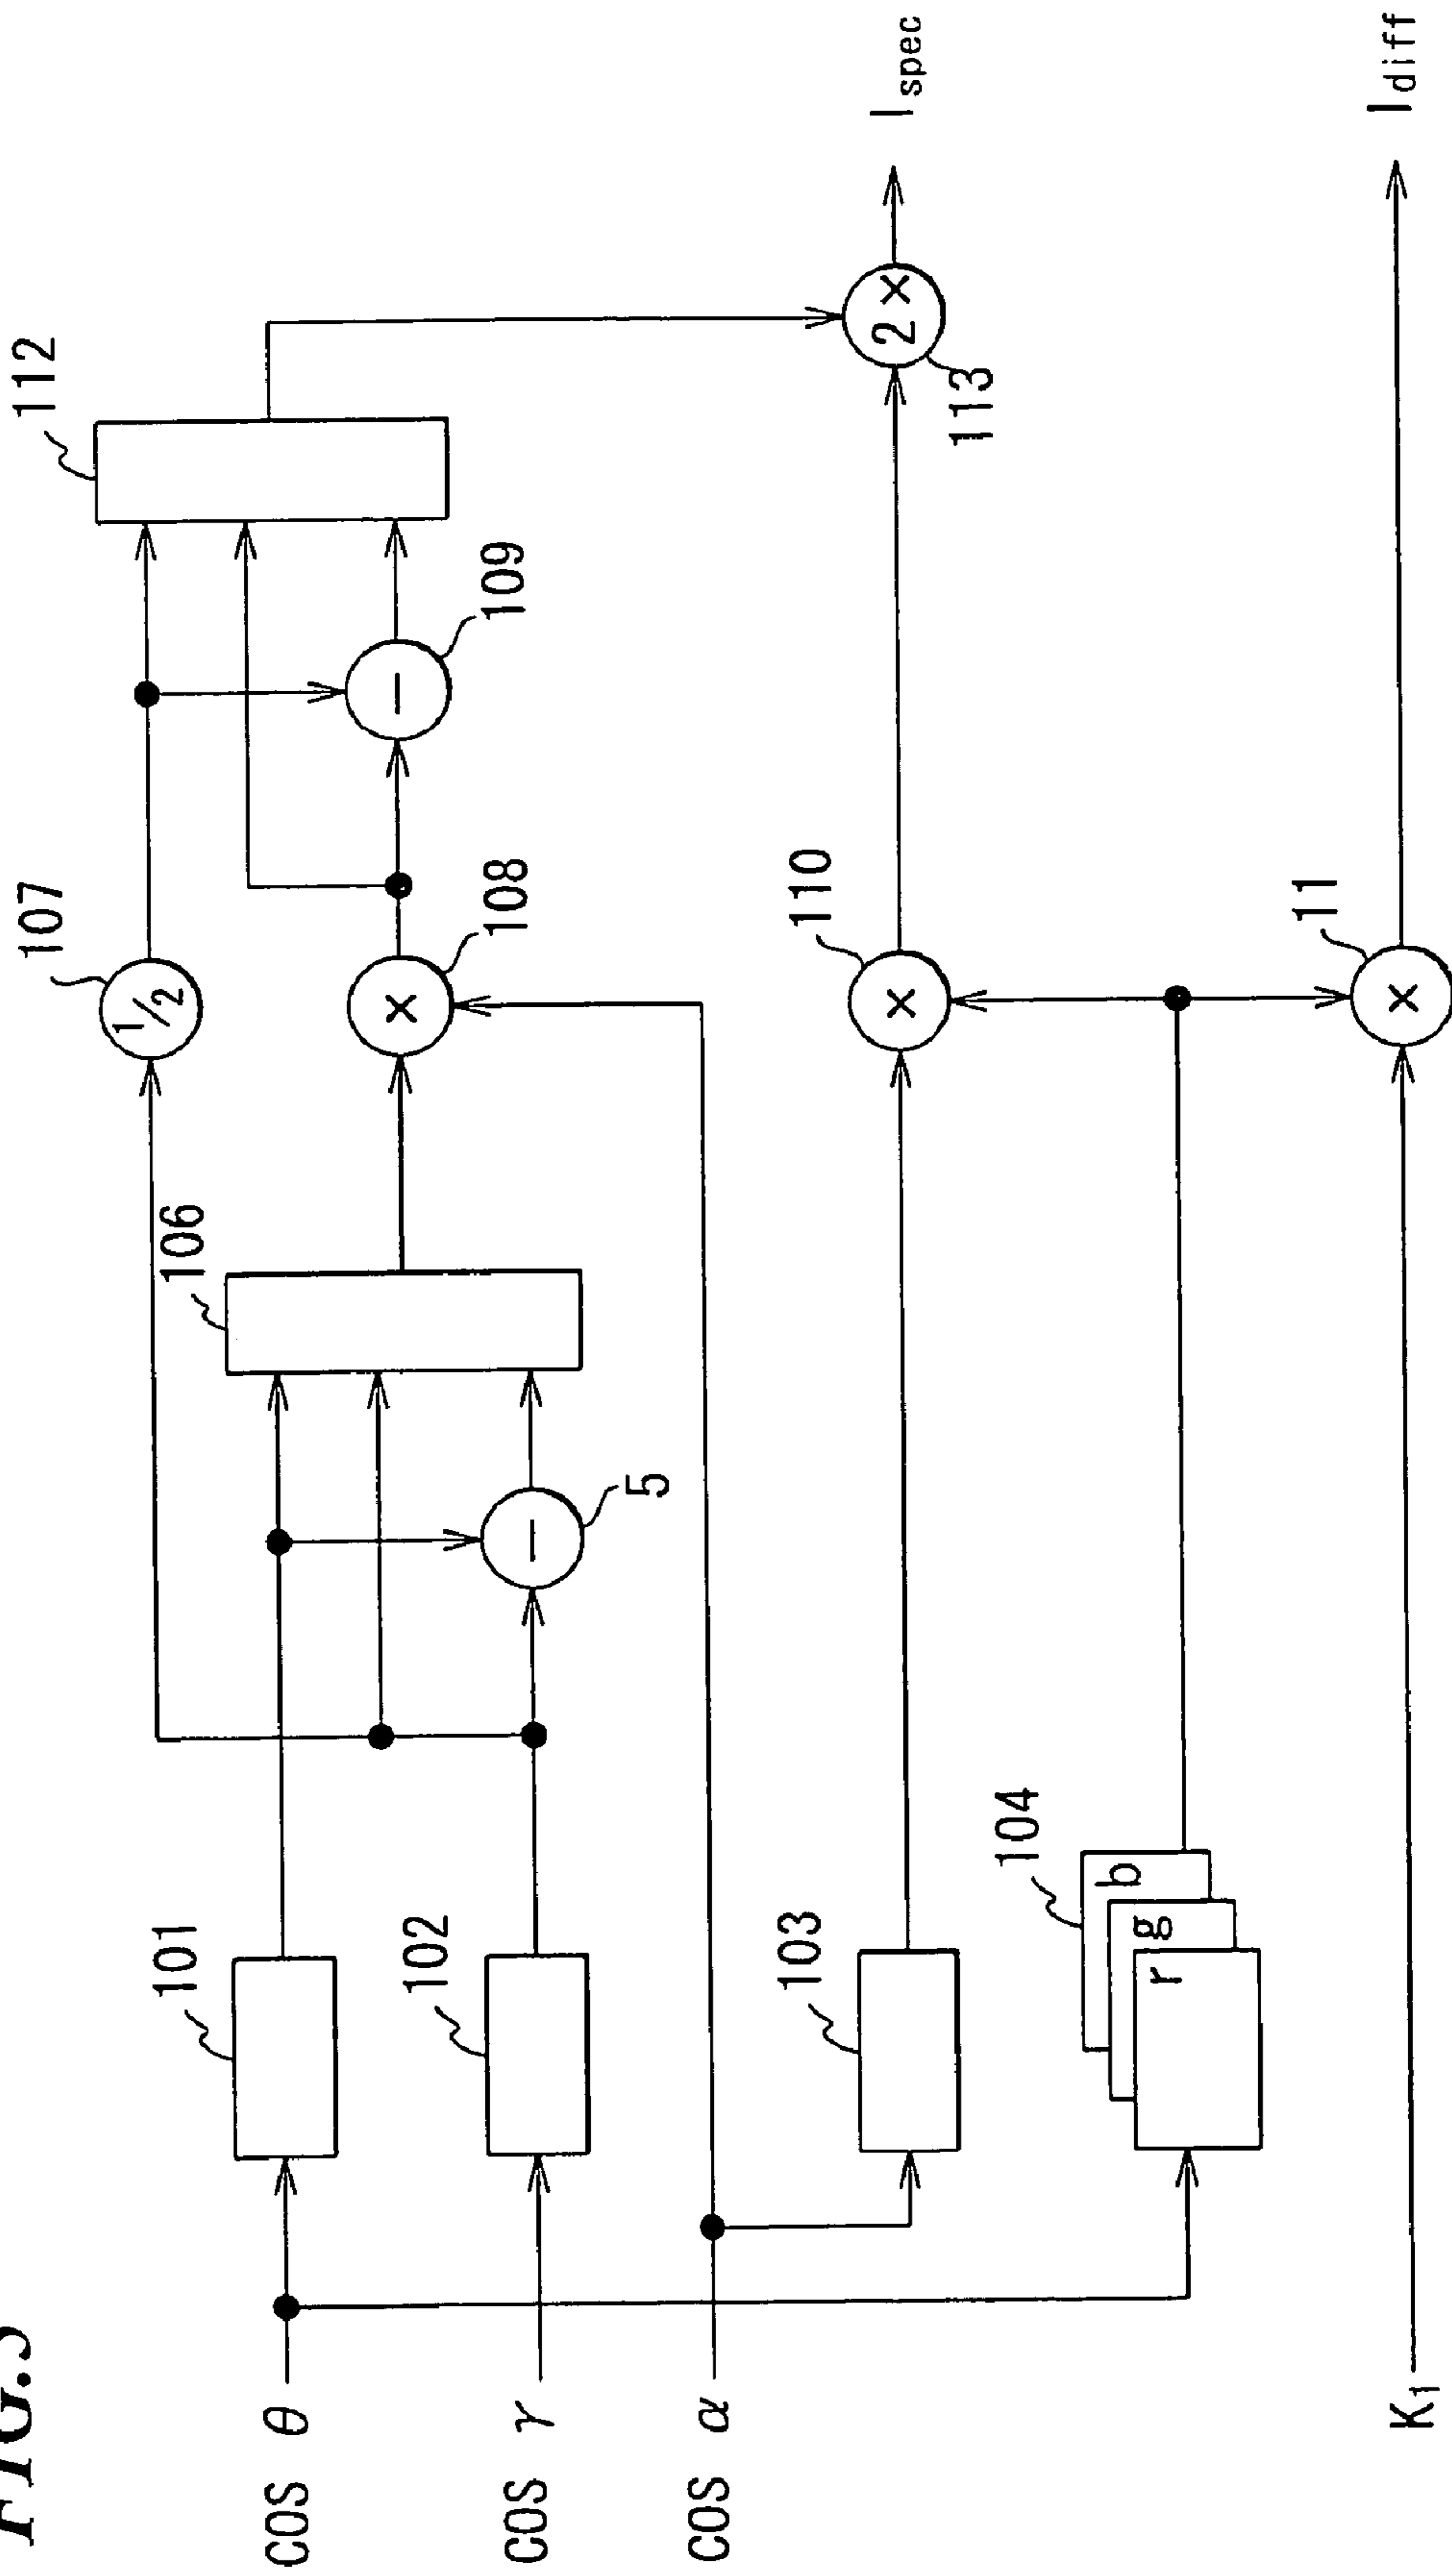 FIG.5
COS θ
COS γ
COS α
K1
101
102
103
104
r
g
b
5
106
107
1/2
×
108
−
−
109
110
×
11
×
112
2×
113
Ispec
Idiff